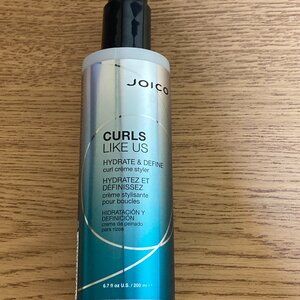 JOICO
CURLS
LIKE US
HYDRATE & DEFINE
curl crème styler
HYDRATEZ ET
DÉFINISSEZ
crème stylisante
pour boucles
HIDRATACIÓN Y
DEFINICIÓN
crema de peinado
para rizos
6.7 fl oz U.S. / 200 ml